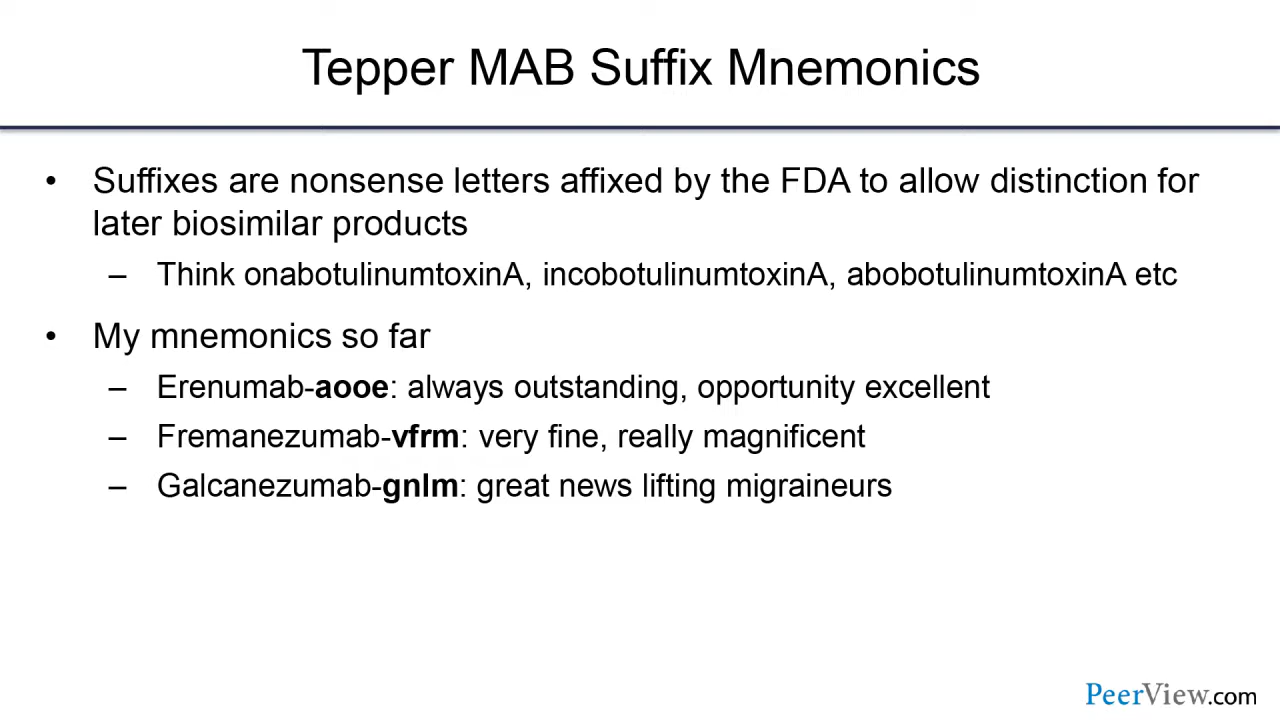 Tepper MAB Suffix Mnemonics
• Suffixes are nonsense letters affixed by the FDA to allow distinction for
later biosimilar products
– Think onabotulinumtoxinA, incobotulinumtoxinA, abobotulinumtoxinA etc
• My mnemonics so far
– Erenumab-aooe: always outstanding, opportunity excellent
– Fremanezumab-vfrm: very fine, really magnificent
– Galcanezumab-gnlm: great news lifting migraineurs
PeerView.com